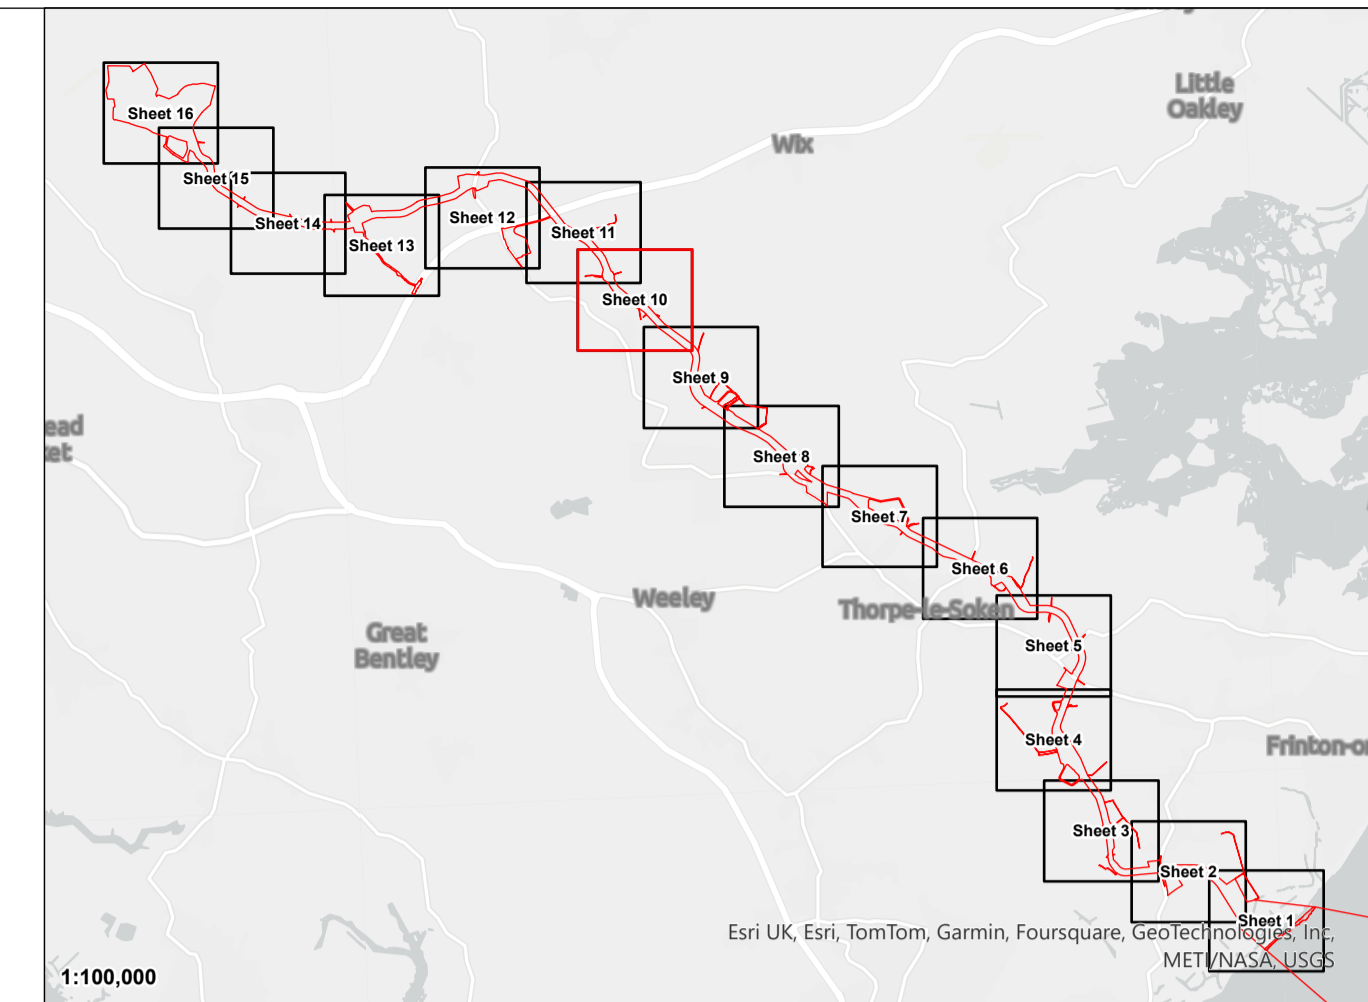 Little
Oakley
Wix
Sheet 16
Sheet 15
Sheet 14
Sheet 13
Sheet 12
Sheet 11
Sheet 10
Sheet 9
Sheet 8
Sheet 7
Sheet 6
Weeley
Thorpe-le-Soken
Great
Bentley
Sheet 5
Sheet 4
Sheet 3
Sheet 2
Sheet 1
Esri UK, Esri, TomTom, Garmin, Foursquare, GeoTechnologies, Inc,
METI/NASA, USGS
1:100,000